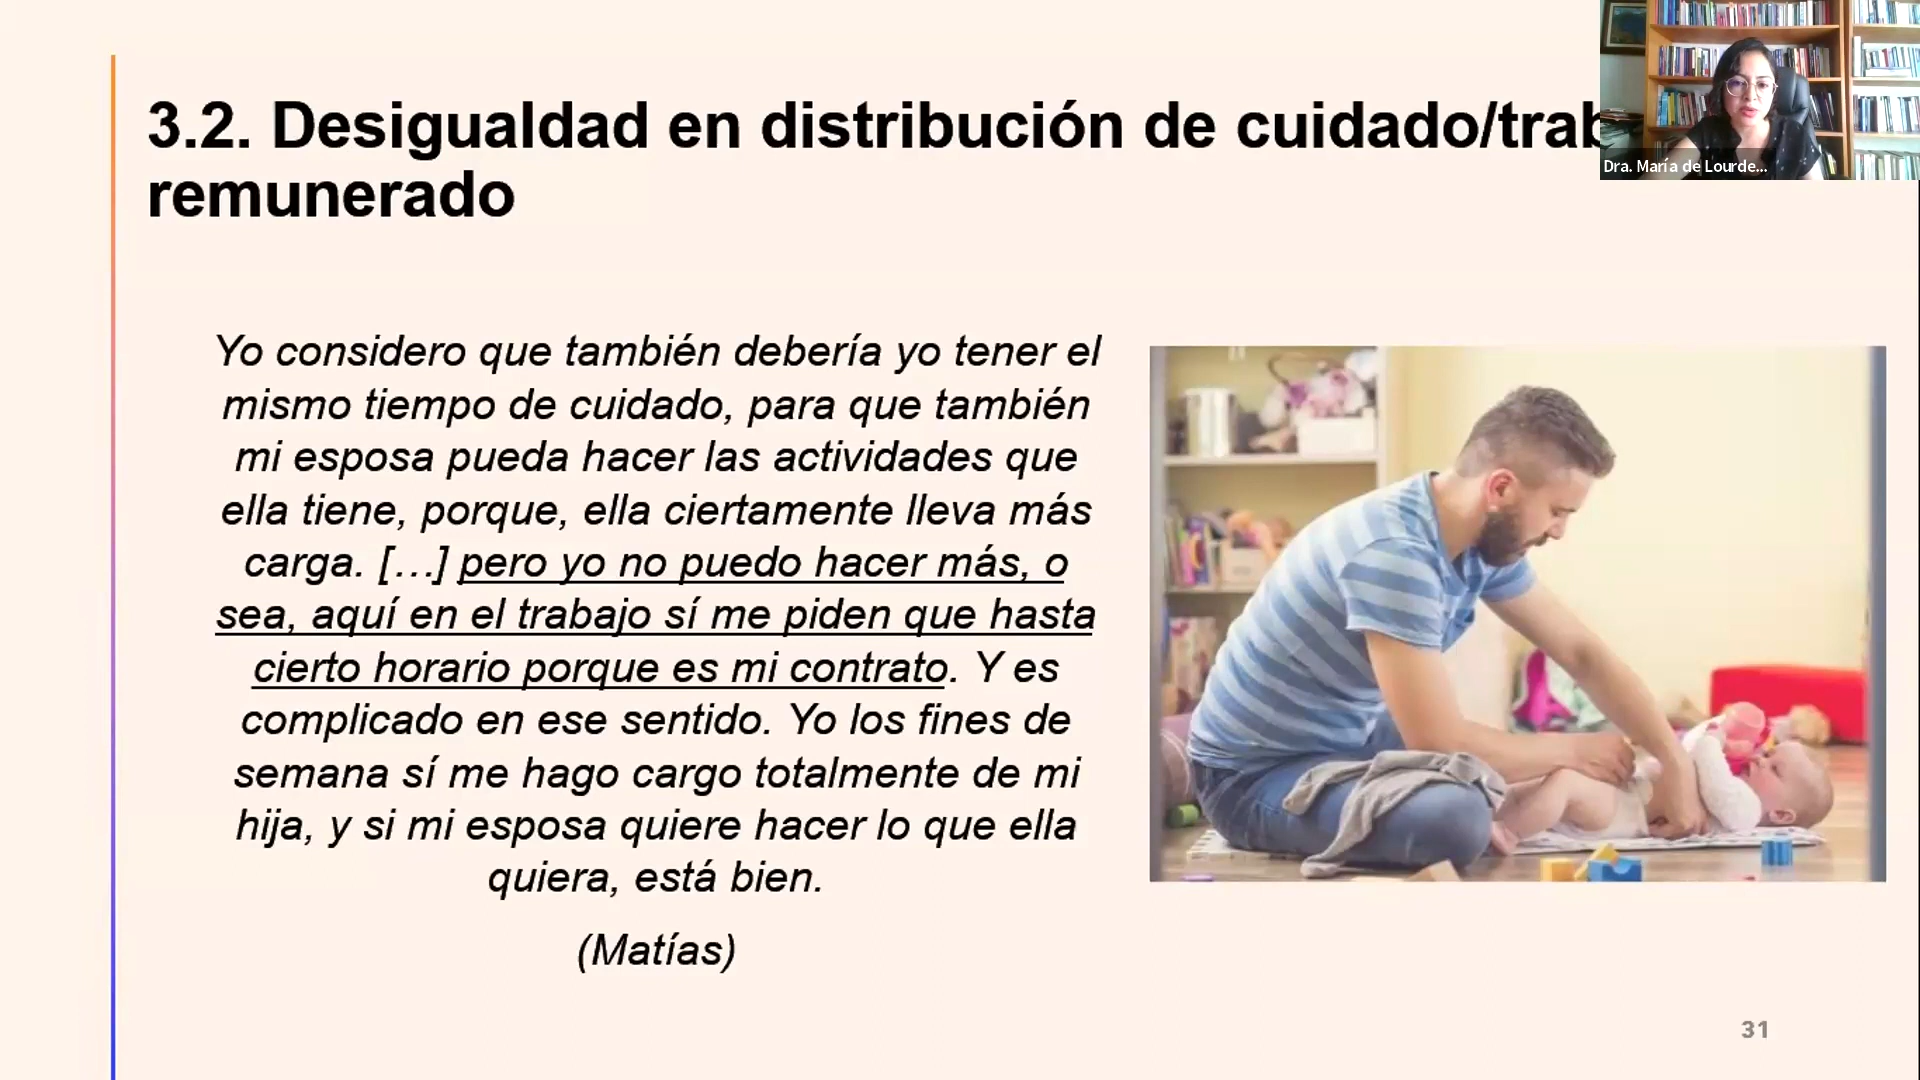 3.2. Desigualdad en distribución de cuidado/trab
remunerado
Dra. María de Lourde...
Yo considero que también debería yo tener el
mismo tiempo de cuidado, para que también
mi esposa pueda hacer las actividades que
ella tiene, porque, ella ciertamente lleva más
carga. […] pero yo no puedo hacer más, o
sea, aquí en el trabajo sí me piden que hasta
cierto horario porque es mi contrato. Y es
complicado en ese sentido. Yo los fines de
semana sí me hago cargo totalmente de mi
hija, y si mi esposa quiere hacer lo que ella
quiera, está bien.
(Matías)
31